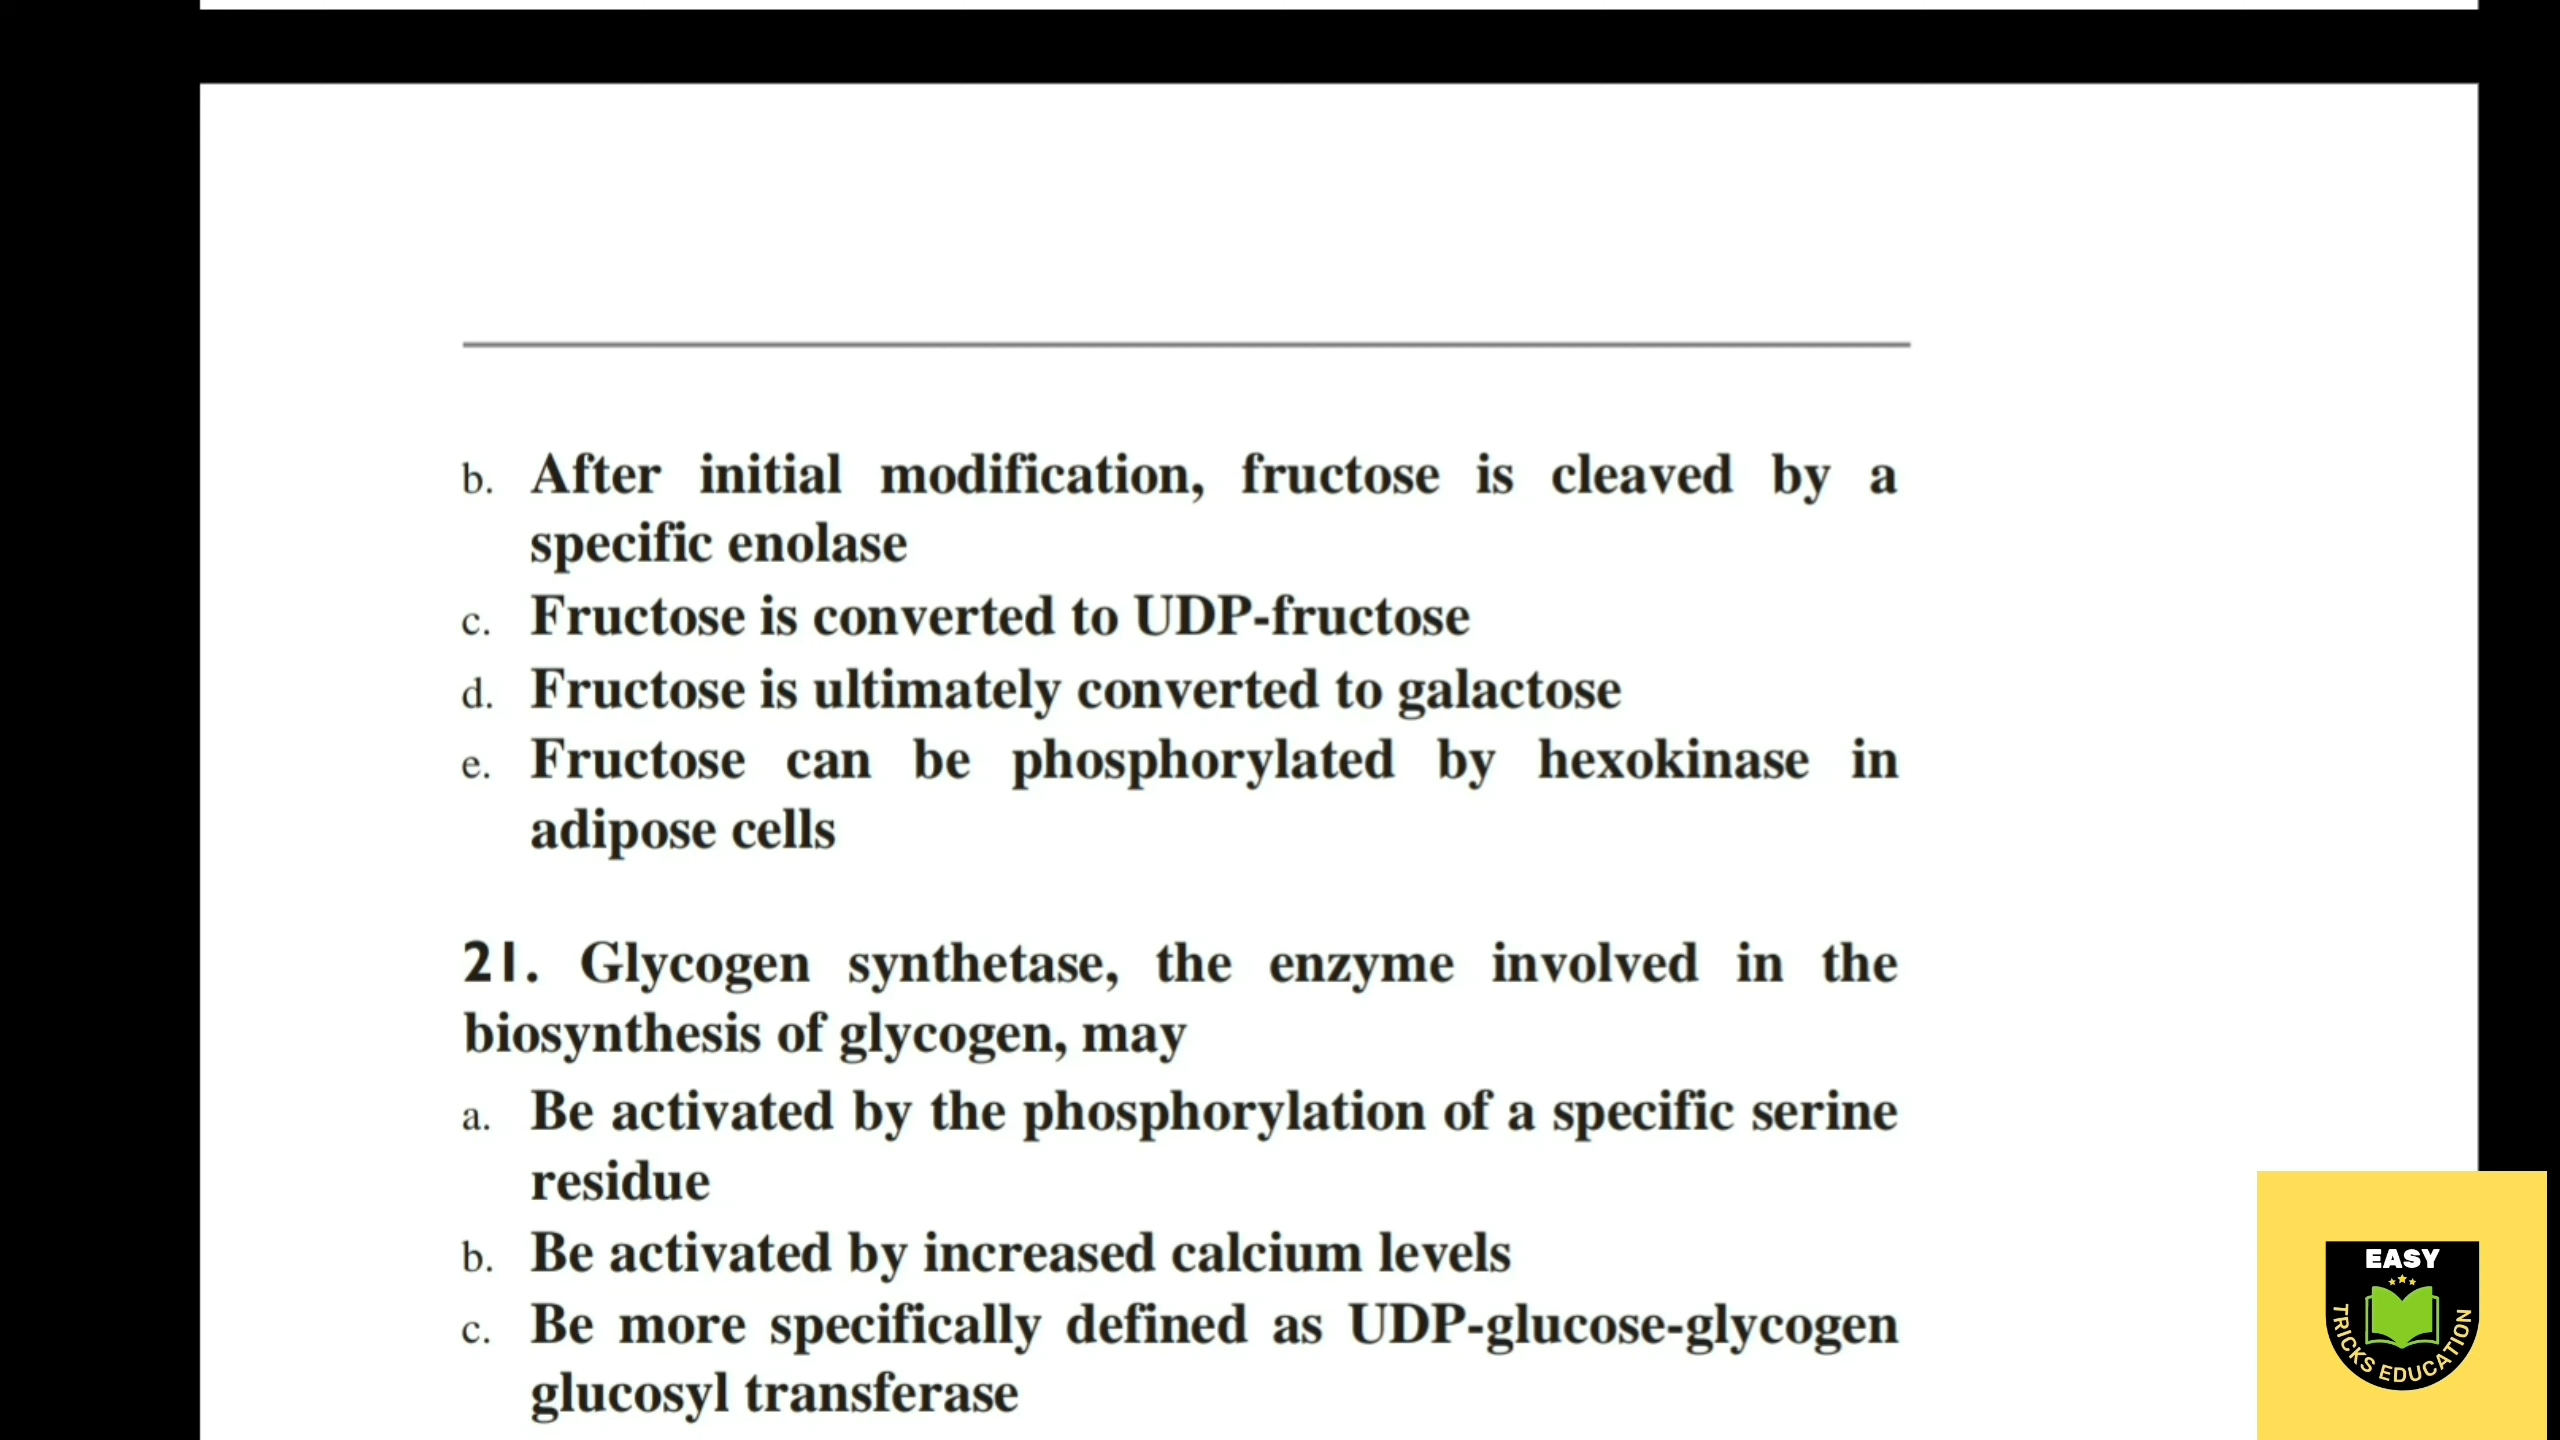 b. After initial modification, fructose is cleaved by a
specific enolase
c. Fructose is converted to UDP-fructose
d. Fructose is ultimately converted to galactose
e. Fructose can be phosphorylated by hexokinase in
adipose cells
21. Glycogen synthetase, the enzyme involved in the
biosynthesis of glycogen, may
a. Be activated by the phosphorylation of a specific serine
residue
b. Be activated by increased calcium levels
c. Be more specifically defined as UDP-glucose-glycogen
glucosyl transferase
EASY
TRICKS EDUCATION